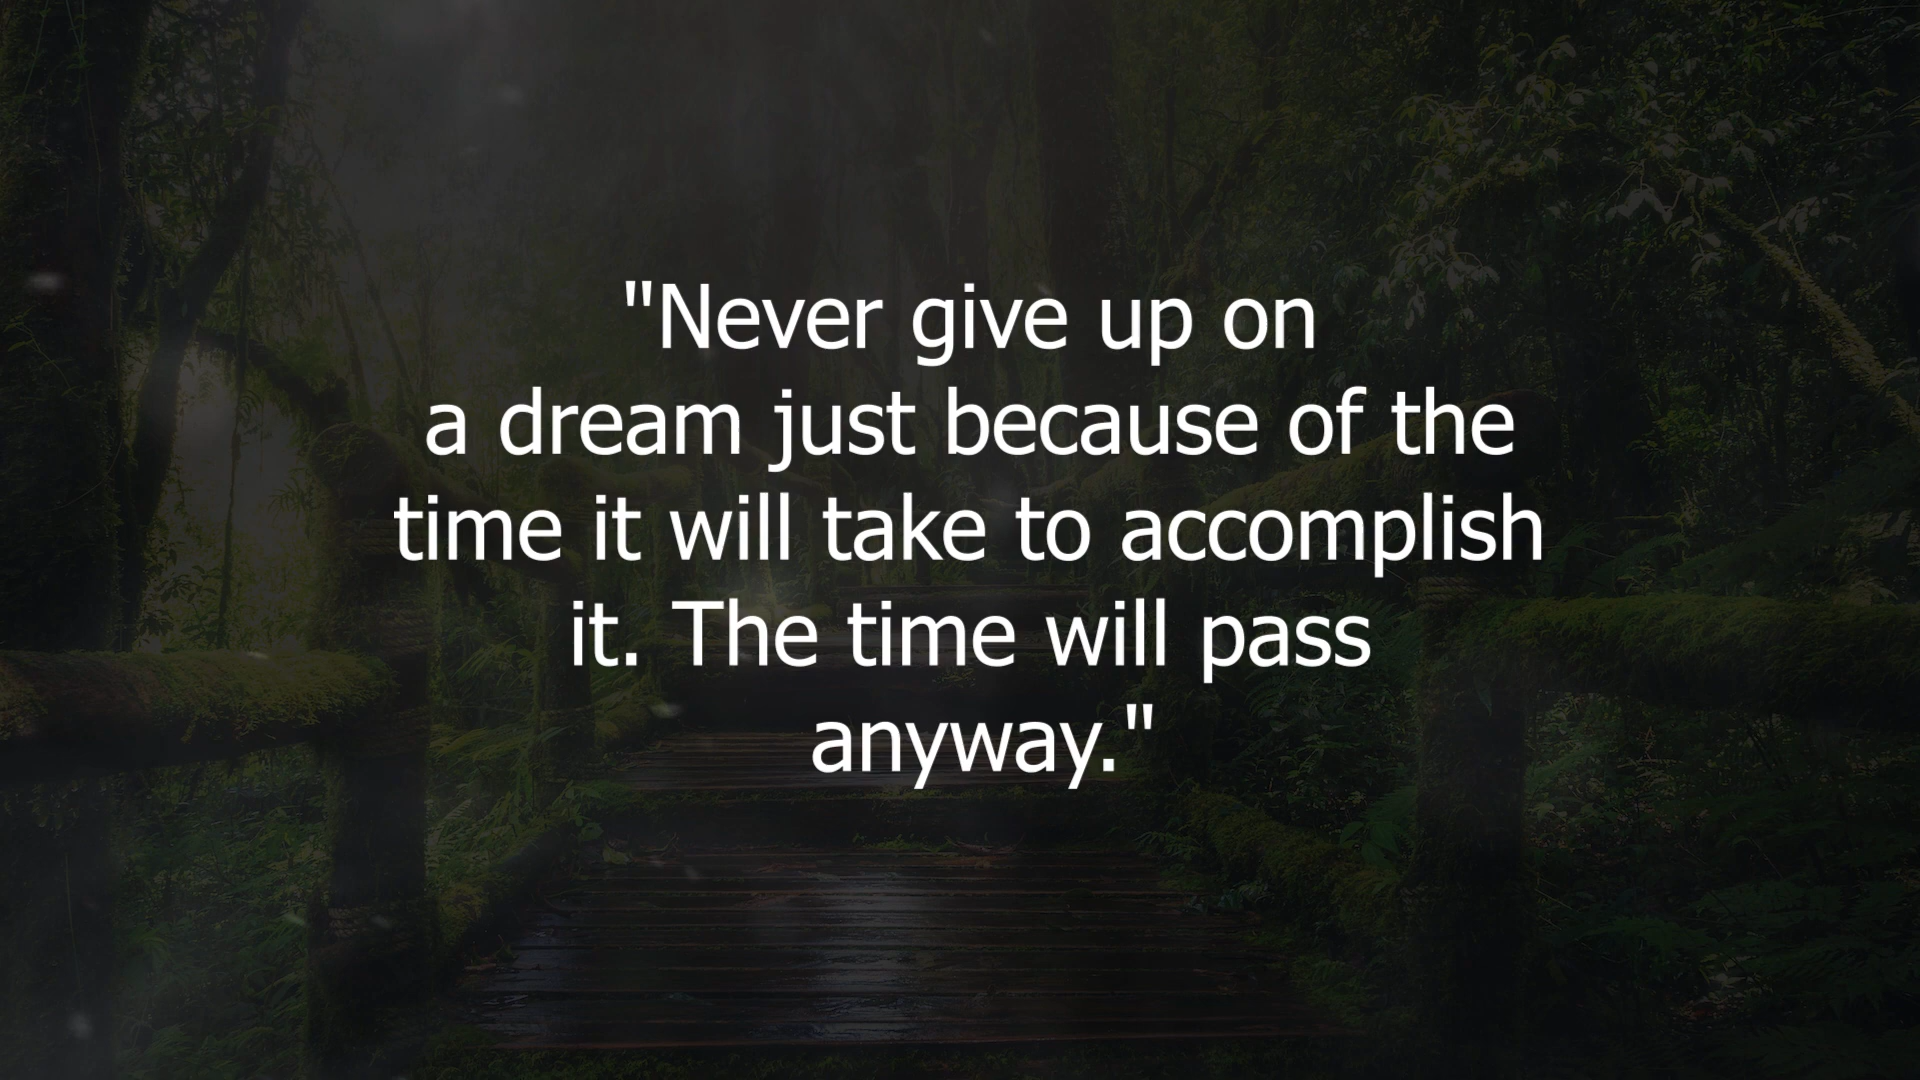 "Never give up on
a dream just because of the
time it will take to accomplish
it. The time will pass
anyway."